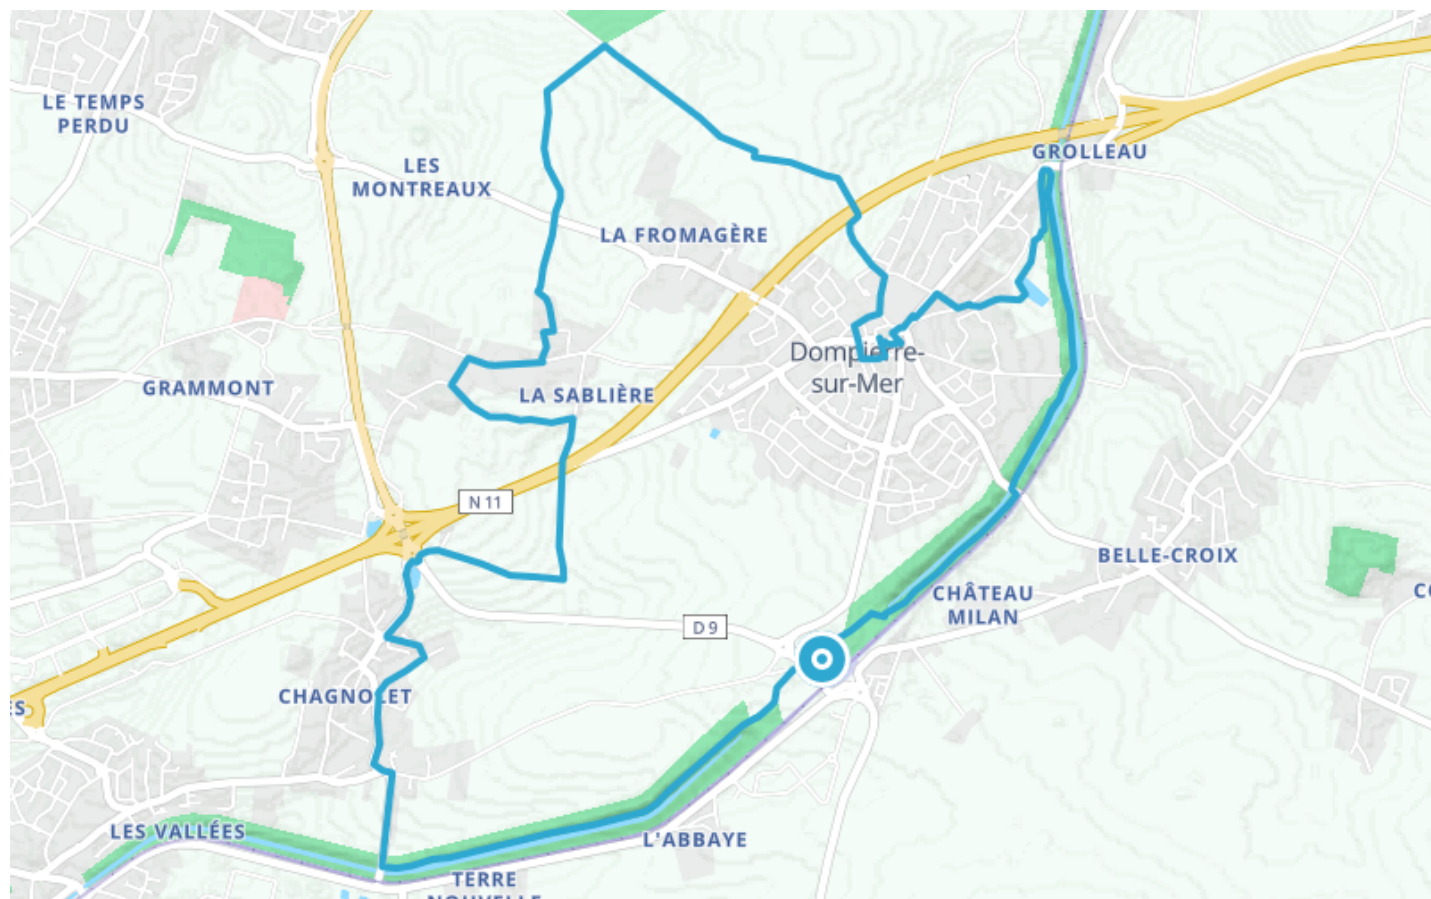 LE TEMPS
PERDU
LES
MONTREAUX
GROLLEAU
LA FROMAGÈRE
GRAMMONT
LA SABLIÈRE
Dompierre-
sur-Mer
N 11
BELLE-CROIX
CHÂTEAU
MILAN
D 9
CHAGNOLET
LES VALLÉES
L'ABBAYE
TERRE
NOUVELLE